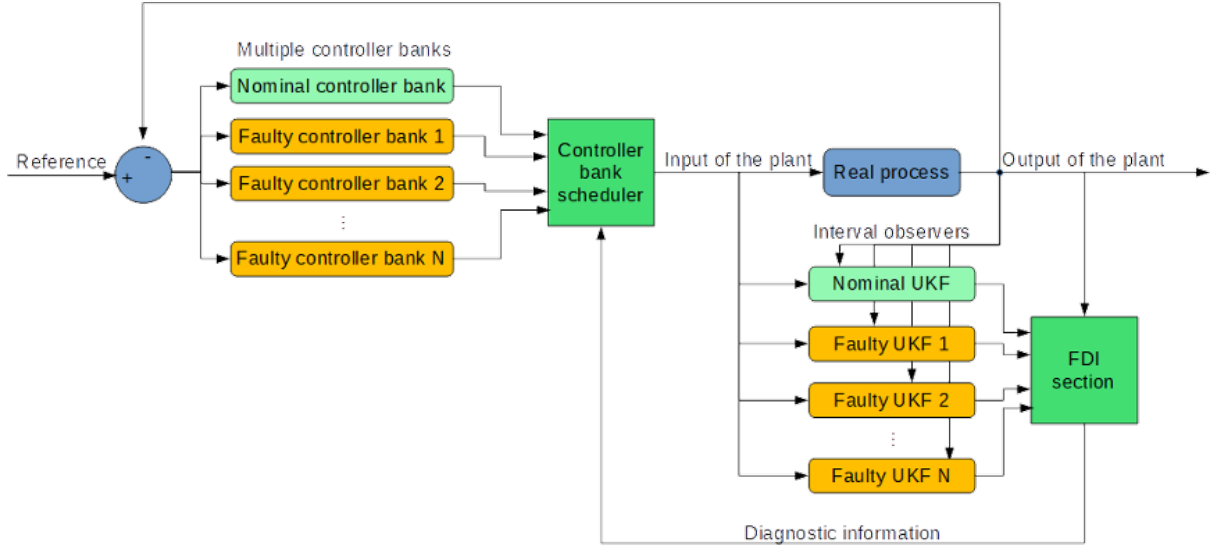 Multiple controller banks
Nominal controller bank
Faulty controller bank 1
Reference
-
+
Faulty controller bank 2
⋮
Faulty controller bank N
Controller
bank
scheduler
Input of the plant
Real process
Output of the plant
Interval observers
Nominal UKF
Faulty UKF 1
Faulty UKF 2
⋮
Faulty UKF N
FDI
section
Diagnostic information